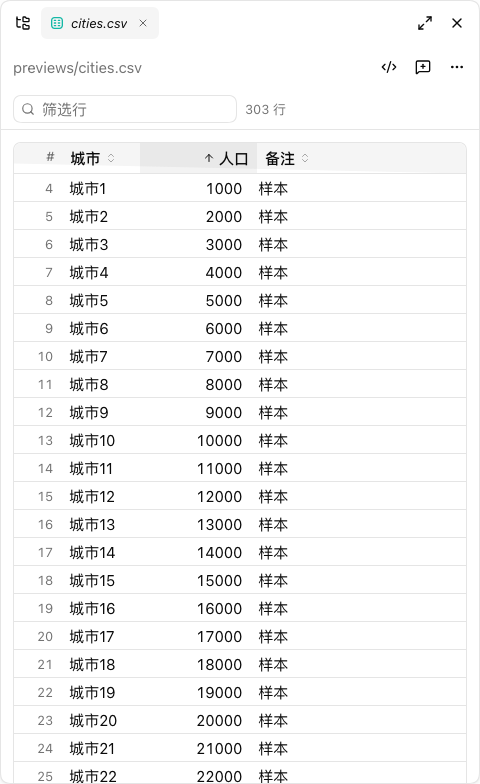 cities.csv
previews/cities.csv
筛选行 303 行
# 城市 人口 备注
4 城市1 1000 样本
5 城市2 2000 样本
6 城市3 3000 样本
7 城市4 4000 样本
8 城市5 5000 样本
9 城市6 6000 样本
10 城市7 7000 样本
11 城市8 8000 样本
12 城市9 9000 样本
13 城市10 10000 样本
14 城市11 11000 样本
15 城市12 12000 样本
16 城市13 13000 样本
17 城市14 14000 样本
18 城市15 15000 样本
19 城市16 16000 样本
20 城市17 17000 样本
21 城市18 18000 样本
22 城市19 19000 样本
23 城市20 20000 样本
24 城市21 21000 样本
25 城市22 22000 样本